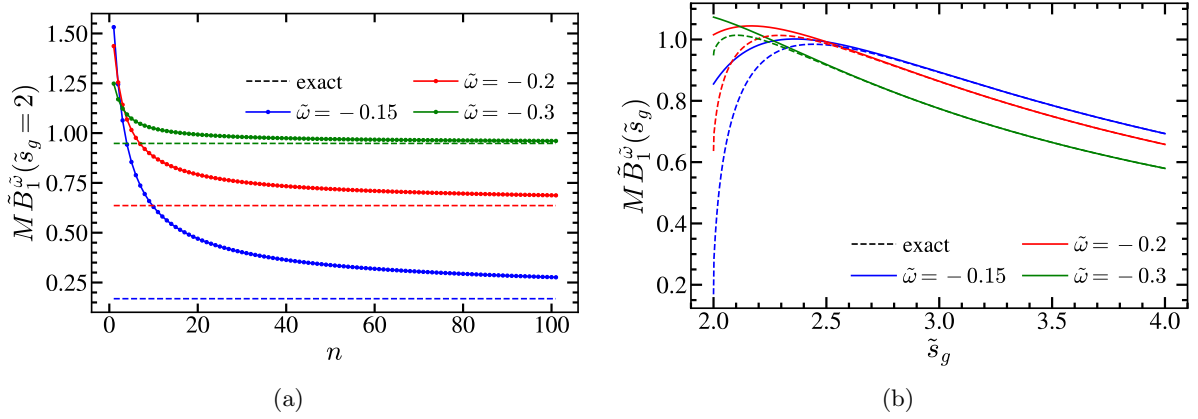 1.50
1.25
1.00
0.75
0.50
0.25
MB̃₁^ω̃(s̃_g = 2)
exact
ω̃ = −0.15
ω̃ = −0.2
ω̃ = −0.3
0 20 40 60 80 100
n
(a)
1.0
0.8
0.6
0.4
0.2
MB̃₁^ω̃(s̃_g)
exact
ω̃ = −0.15
ω̃ = −0.2
ω̃ = −0.3
2.0 2.5 3.0 3.5 4.0
s̃_g
(b)